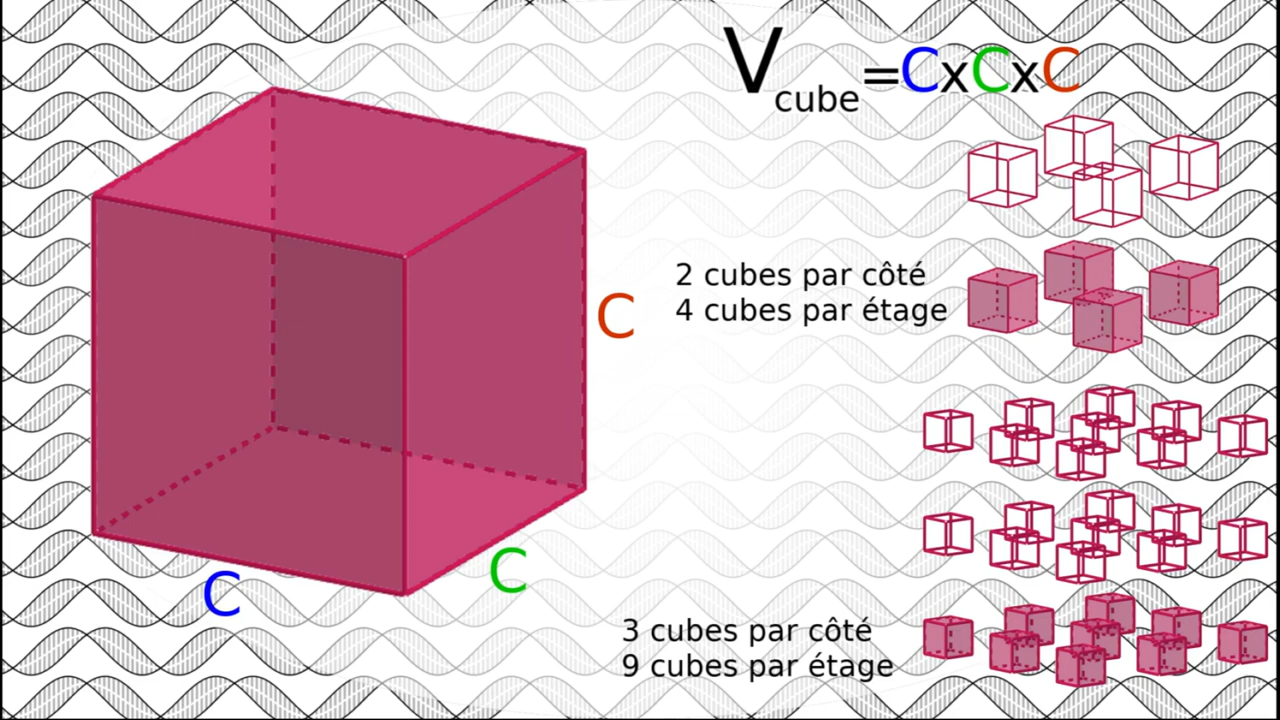 Vcube=CxCxC
2 cubes par côté
4 cubes par étage
C
C
C
3 cubes par côté
9 cubes par étage